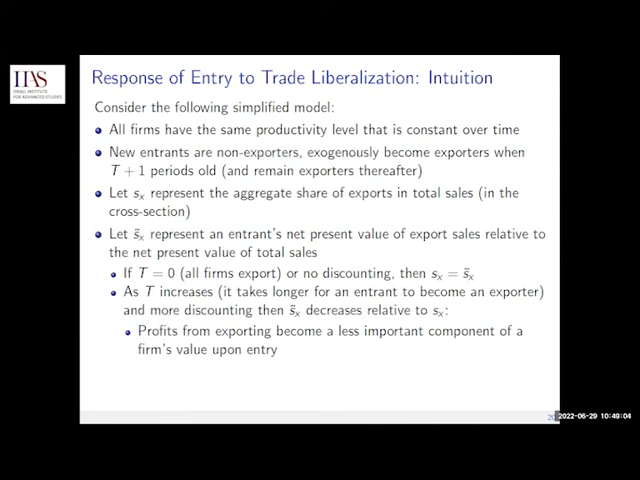 IIAS
ISRAEL INSTITUTE
FOR ADVANCED STUDIES
Response of Entry to Trade Liberalization: Intuition
Consider the following simplified model:
All firms have the same productivity level that is constant over time
New entrants are non-exporters, exogenously become exporters when
T + 1 periods old (and remain exporters thereafter)
Let sₓ represent the aggregate share of exports in total sales (in the
cross-section)
Let s̃ₓ represent an entrant's net present value of export sales relative to
the net present value of total sales
If T = 0 (all firms export) or no discounting, then sₓ = s̃ₓ
As T increases (it takes longer for an entrant to become an exporter)
and more discounting then s̃ₓ decreases relative to sₓ:
Profits from exporting become a less important component of a
firm's value upon entry
2022-06-29 10:49:04